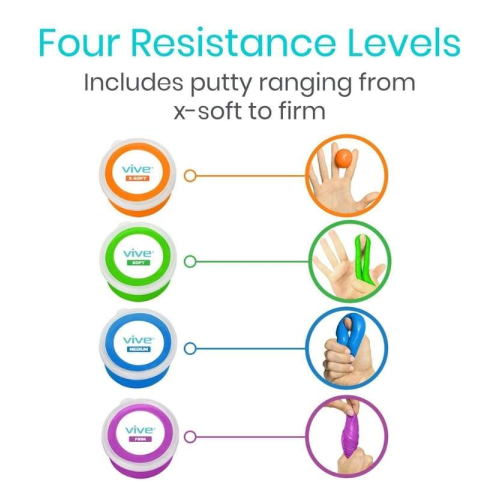 Four Resistance Levels
Includes putty ranging from
x-soft to firm
vive
X-SOFT
vive
SOFT
vive
MEDIUM
vive
FIRM